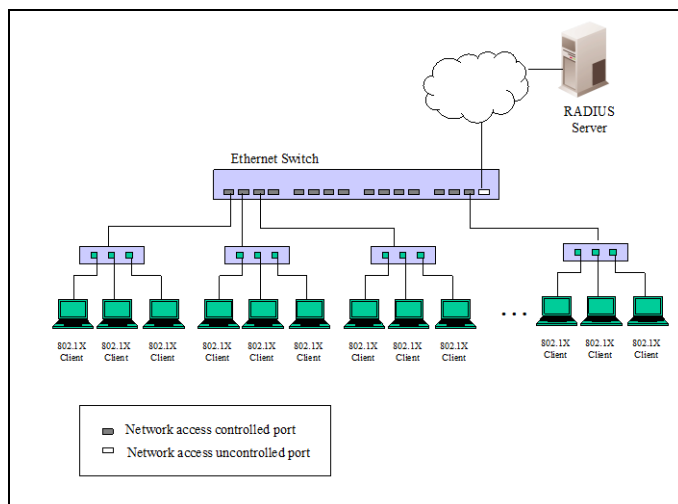 RADIUS
Server
Ethernet Switch
802.1X
Client
802.1X
Client
802.1X
Client
802.1X
Client
802.1X
Client
802.1X
Client
802.1X
Client
802.1X
Client
802.1X
Client
. . .
802.1X
Client
802.1X
Client
802.1X
Client
Network access controlled port
Network access uncontrolled port